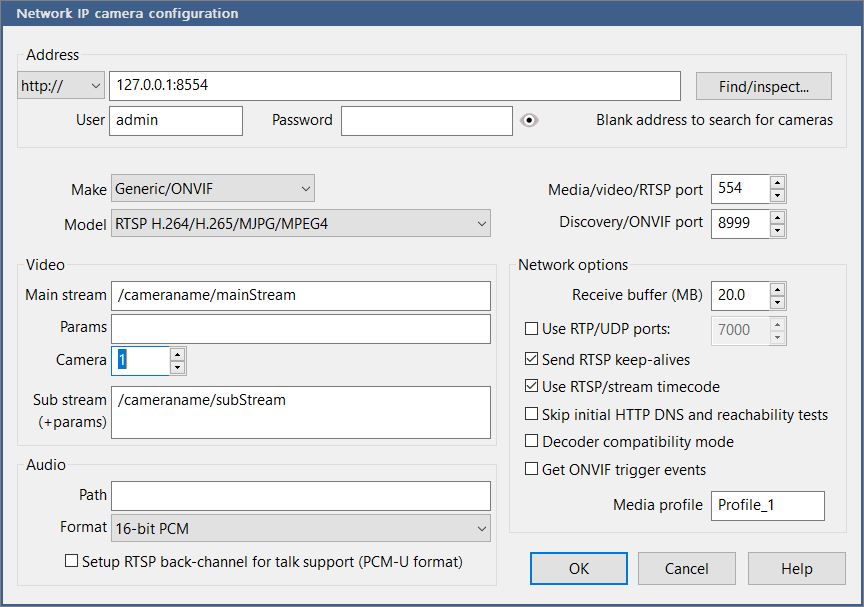 Network IP camera configuration
Address
http:// 127.0.0.1:8554 Find/inspect...
User admin Password Blank address to search for cameras
Make Generic/ONVIF Media/video/RTSP port 554
Model RTSP H.264/H.265/MJPG/MPEG4 Discovery/ONVIF port 8999
Video
Main stream /cameraname/mainStream
Params
Camera 1
Sub stream /cameraname/subStream
(+params)
Audio
Path
Format 16-bit PCM
Setup RTSP back-channel for talk support (PCM-U format)
Network options
Receive buffer (MB) 20.0
Use RTP/UDP ports: 7000
Send RTSP keep-alives
Use RTSP/stream timecode
Skip initial HTTP DNS and reachability tests
Decoder compatibility mode
Get ONVIF trigger events
Media profile Profile_1
OK Cancel Help